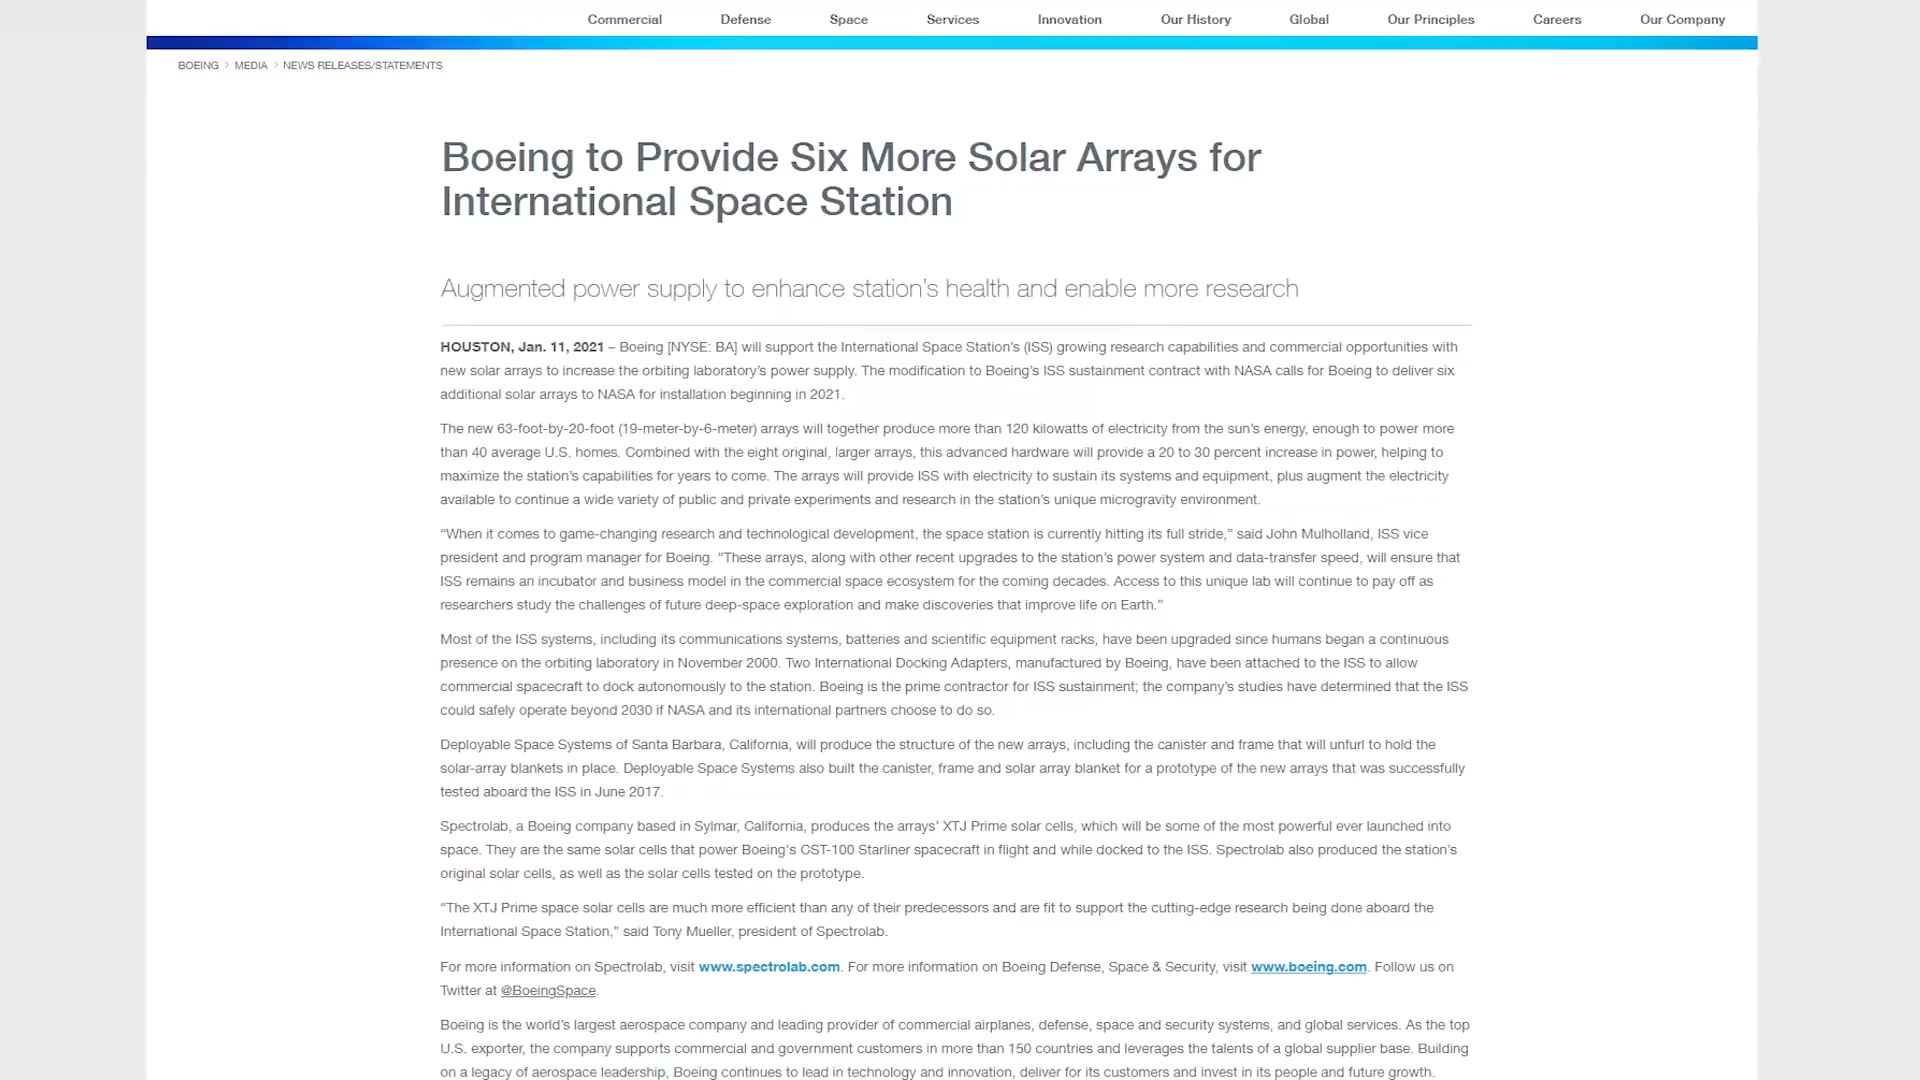 Commercial Defense Space Services Innovation Our History Global Our Principles Careers Our Company
BOEING > MEDIA > NEWS RELEASES/STATEMENTS
Boeing to Provide Six More Solar Arrays for
International Space Station
Augmented power supply to enhance station's health and enable more research
HOUSTON, Jan. 11, 2021 – Boeing [NYSE: BA] will support the International Space Station's (ISS) growing research capabilities and commercial opportunities with
new solar arrays to increase the orbiting laboratory's power supply. The modification to Boeing's ISS sustainment contract with NASA calls for Boeing to deliver six
additional solar arrays to NASA for installation beginning in 2021.
The new 63-foot-by-20-foot (19-meter-by-6-meter) arrays will together produce more than 120 kilowatts of electricity from the sun's energy, enough to power more
than 40 average U.S. homes. Combined with the eight original, larger arrays, this advanced hardware will provide a 20 to 30 percent increase in power, helping to
maximize the station's capabilities for years to come. The arrays will provide ISS with electricity to sustain its systems and equipment, plus augment the electricity
available to continue a wide variety of public and private experiments and research in the station's unique microgravity environment.
“When it comes to game-changing research and technological development, the space station is currently hitting its full stride,” said John Mulholland, ISS vice
president and program manager for Boeing. “These arrays, along with other recent upgrades to the station's power system and data-transfer speed, will ensure that
ISS remains an incubator and business model in the commercial space ecosystem for the coming decades. Access to this unique lab will continue to pay off as
researchers study the challenges of future deep-space exploration and make discoveries that improve life on Earth.”
Most of the ISS systems, including its communications systems, batteries and scientific equipment racks, have been upgraded since humans began a continuous
presence on the orbiting laboratory in November 2000. Two International Docking Adapters, manufactured by Boeing, have been attached to the ISS to allow
commercial spacecraft to dock autonomously to the station. Boeing is the prime contractor for ISS sustainment; the company's studies have determined that the ISS
could safely operate beyond 2030 if NASA and its international partners choose to do so.
Deployable Space Systems of Santa Barbara, California, will produce the structure of the new arrays, including the canister and frame that will unfurl to hold the
solar-array blankets in place. Deployable Space Systems also built the canister, frame and solar array blanket for a prototype of the new arrays that was successfully
tested aboard the ISS in June 2017.
Spectrolab, a Boeing company based in Sylmar, California, produces the arrays' XTJ Prime solar cells, which will be some of the most powerful ever launched into
space. They are the same solar cells that power Boeing's CST-100 Starliner spacecraft in flight and while docked to the ISS. Spectrolab also produced the station's
original solar cells, as well as the solar cells tested on the prototype.
“The XTJ Prime space solar cells are much more efficient than any of their predecessors and are fit to support the cutting-edge research being done aboard the
International Space Station,” said Tony Mueller, president of Spectrolab.
For more information on Spectrolab, visit www.spectrolab.com. For more information on Boeing Defense, Space & Security, visit www.boeing.com. Follow us on
Twitter at @BoeingSpace.
Boeing is the world's largest aerospace company and leading provider of commercial airplanes, defense, space and security systems, and global services. As the top
U.S. exporter, the company supports commercial and government customers in more than 150 countries and leverages the talents of a global supplier base. Building
on a legacy of aerospace leadership, Boeing continues to lead in technology and innovation, deliver for its customers and invest in its people and future growth.